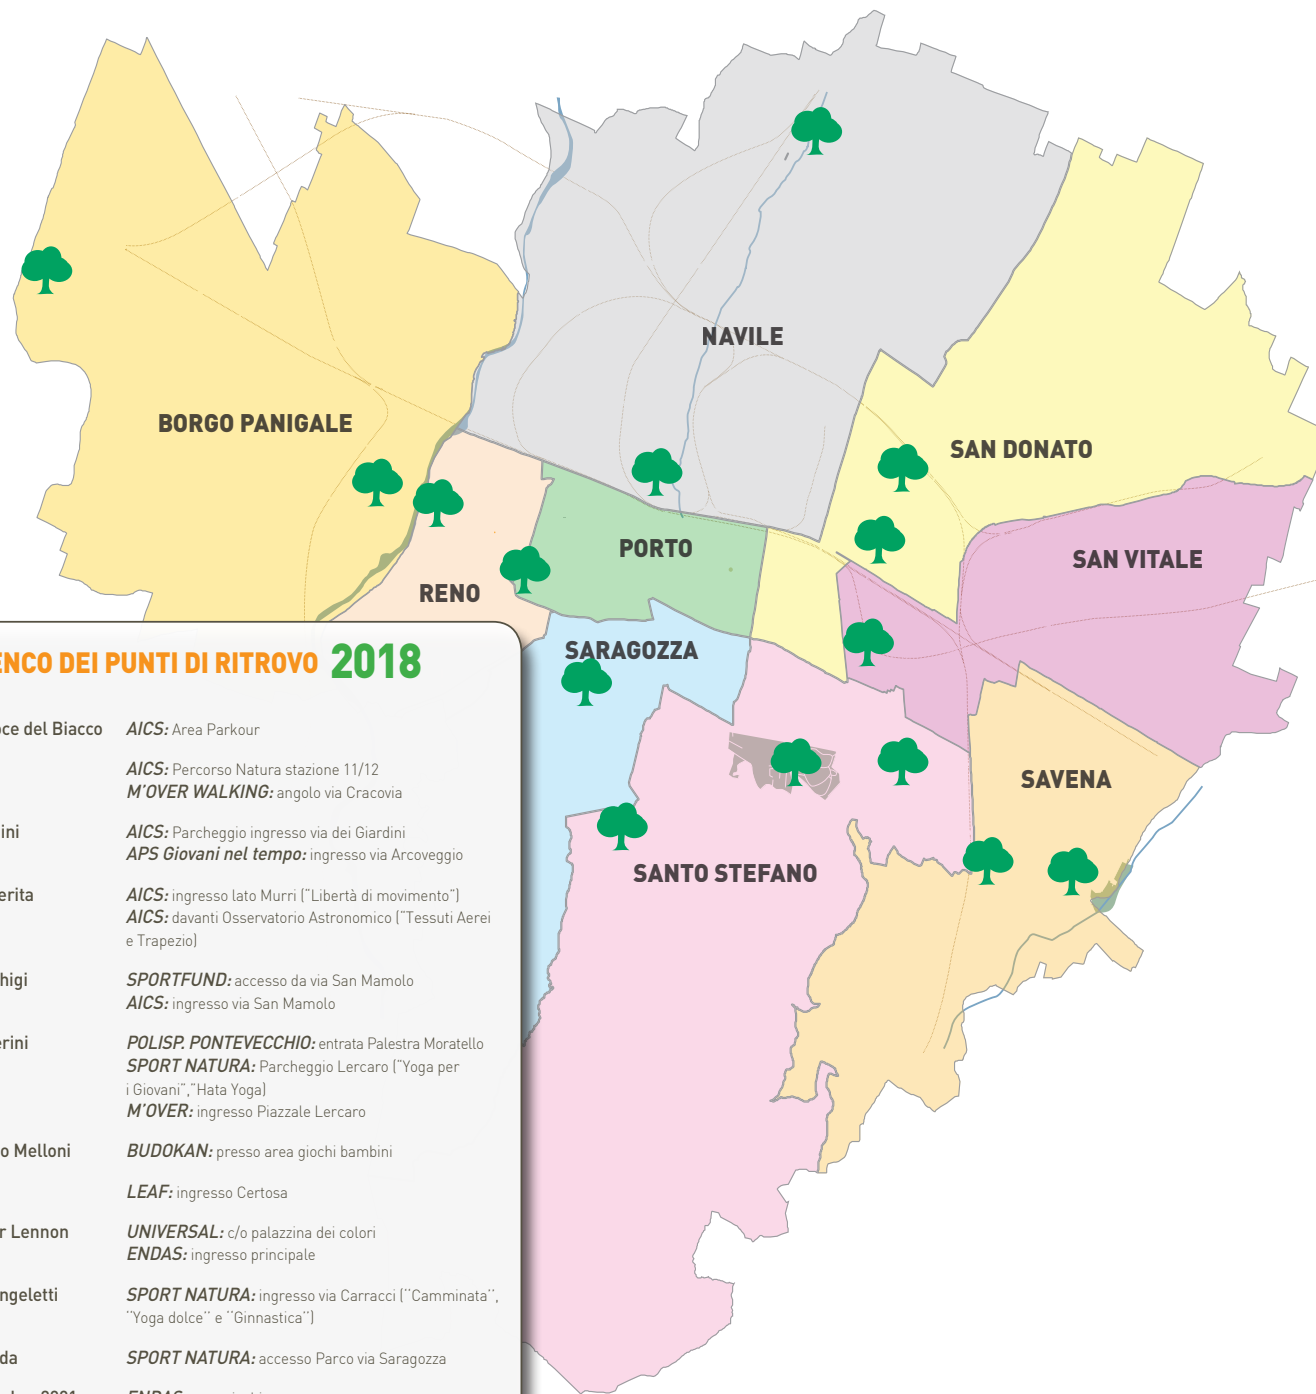 NAVILE
BORGO PANIGALE
SAN DONATO
PORTO
SAN VITALE
RENO
SARAGOZZA
SAVENA
SANTO STEFANO
ENCO DEI PUNTI DI RITROVO 2018
ce del Biacco AICS: Area Parkour
AICS: Percorso Natura stazione 11/12
M'OVER WALKING: angolo via Cracovia
ini AICS: Parcheggio ingresso via dei Giardini
APS Giovani nel tempo: ingresso via Arcoveggio
erita AICS: ingresso lato Murri ("Libertà di movimento")
AICS: davanti Osservatorio Astronomico ("Tessuti Aerei
e Trapezio)
higi SPORTFUND: accesso da via San Mamolo
AICS: ingresso via San Mamolo
erini POLISP. PONTEVECCHIO: entrata Palestra Moratello
SPORT NATURA: Parcheggio Lercaro ("Yoga per
i Giovani","Hata Yoga)
M'OVER: ingresso Piazzale Lercaro
o Melloni BUDOKAN: presso area giochi bambini
LEAF: ingresso Certosa
r Lennon UNIVERSAL: c/o palazzina dei colori
ENDAS: ingresso principale
ngeletti SPORT NATURA: ingresso via Carracci (''Camminata'',
''Yoga dolce'' e ''Ginnastica'')
da SPORT NATURA: accesso Parco via Saragozza